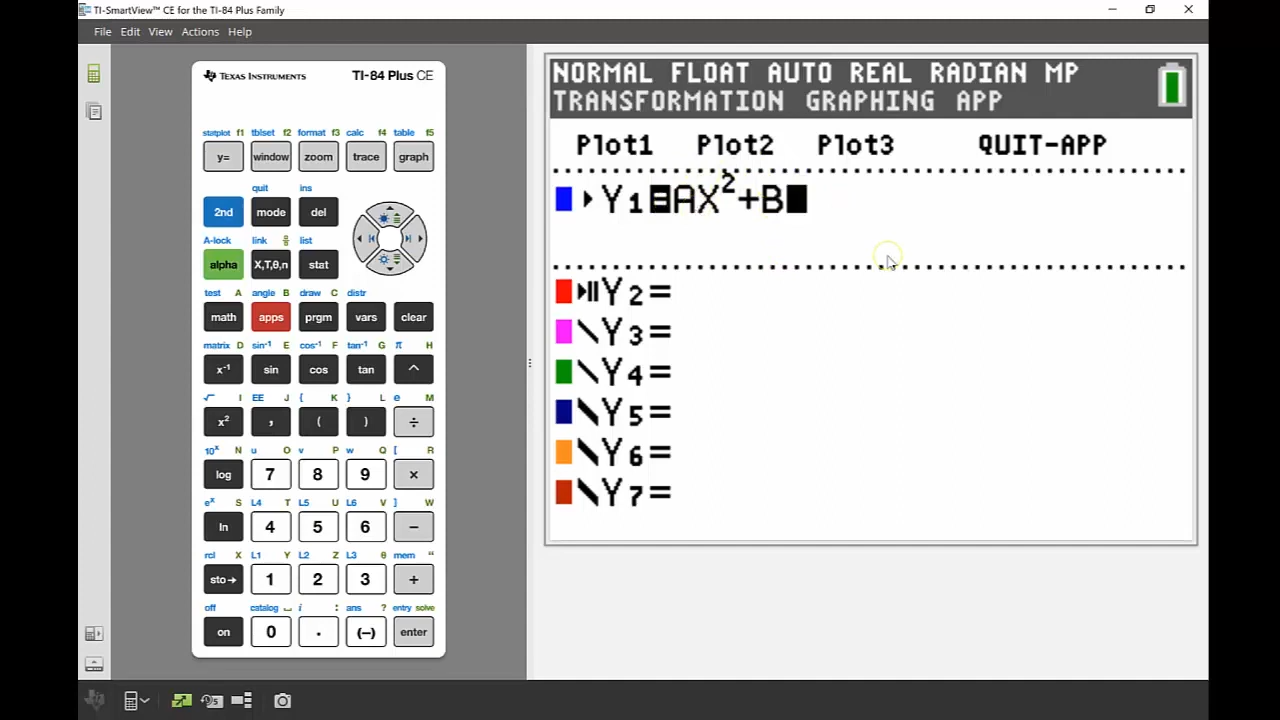 TI-SmartView™ CE for the TI-84 Plus Family
File Edit View Actions Help
TEXAS INSTRUMENTS TI-84 Plus CE
statplot f1 tblset f2 format f3 calc f4 table f5
y= window zoom trace graph
quit ins
2nd mode del
A-lock link list
alpha X,T,θ,n stat
test A angle B draw C distr
math apps prgm vars clear
matrix D sin⁻¹ E cos⁻¹ F tan⁻¹ G π H
x⁻¹ sin cos tan ^
√ I EE J { K } L e M
x² , ( ) ÷
10ˣ N u O v P w Q [ R
log 7 8 9 ×
eˣ S L4 T L5 U L6 V ] W
ln 4 5 6 −
rcl X L1 Y L2 Z L3 θ mem "
sto→ 1 2 3 +
off catalog i : ans ? entry solve
on 0 . (−) enter
NORMAL FLOAT AUTO REAL RADIAN MP
TRANSFORMATION GRAPHING APP
Plot1 Plot2 Plot3 QUIT-APP
Y1=AX²+B
Y2=
Y3=
Y4=
Y5=
Y6=
Y7=